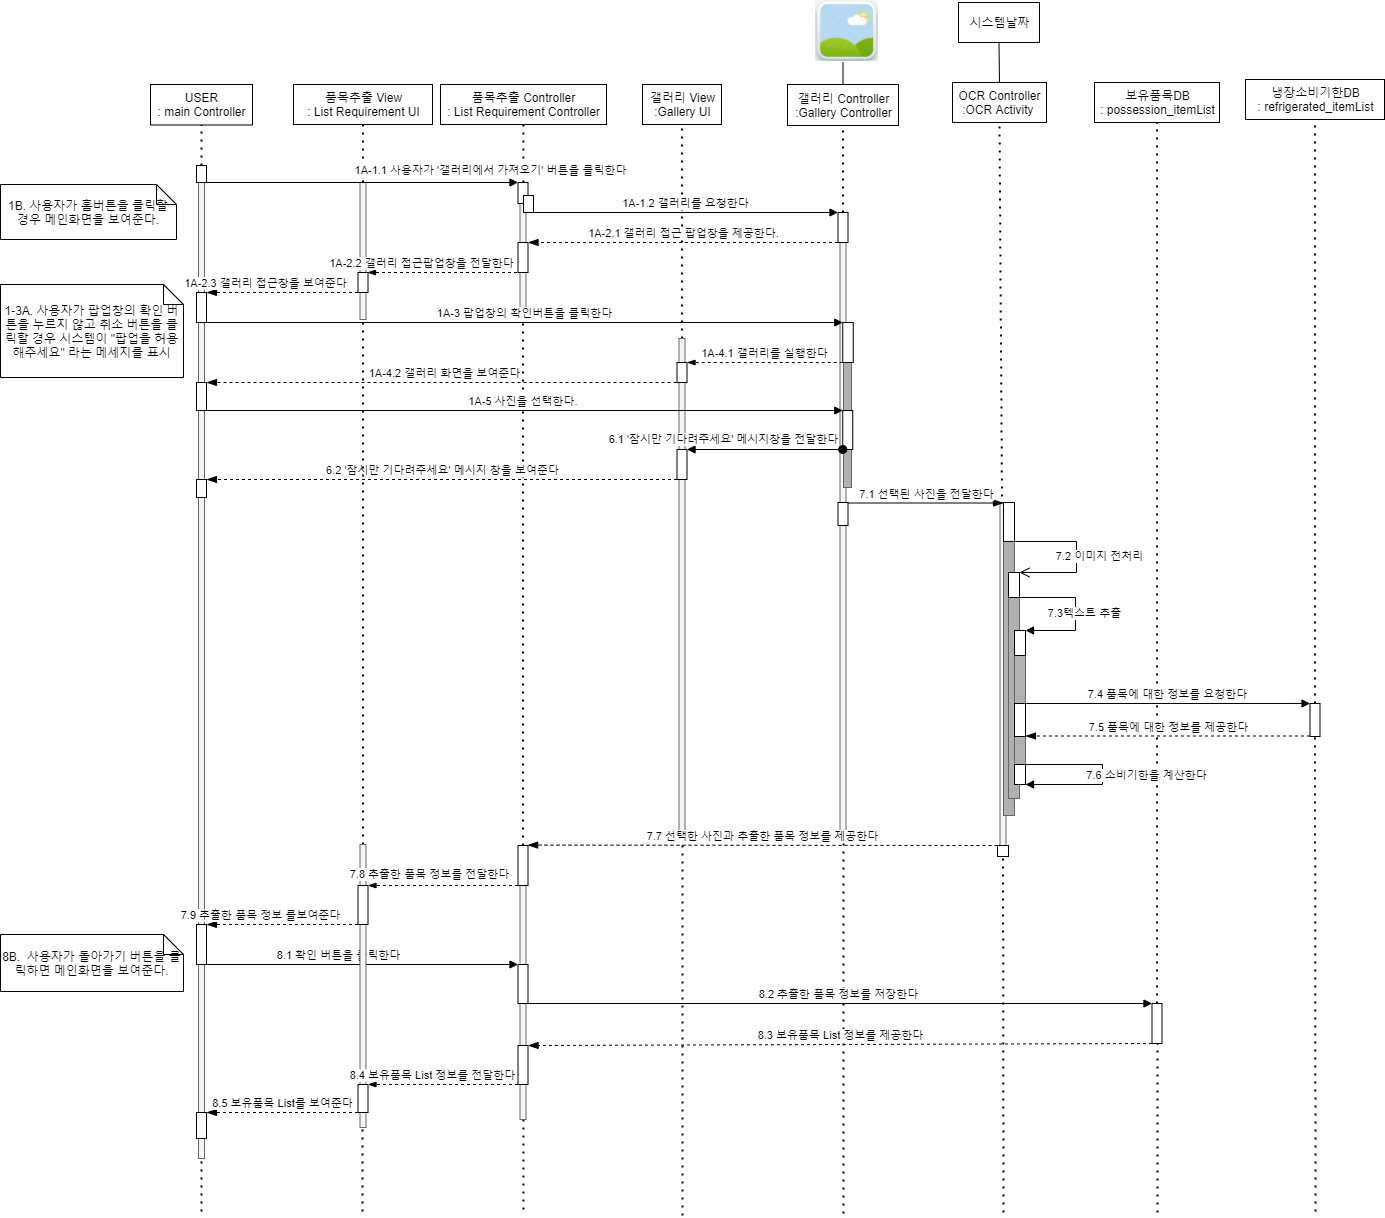 시스템날짜
USER
: main Controller
품목추출 View
: List Requirement UI
품목추출 Controller
: List Requirement Controller
갤러리 View
:Gallery UI
갤러리 Controller
:Gallery Controller
OCR Controller
:OCR Activity
보유품목DB
: possession_itemList
냉장소비기한DB
: refrigerated_itemList
1A-1.1 사용자가 '갤러리에서 가져오기' 버튼을 클릭한다
1B. 사용자가 홈버튼을 클릭할
경우 메인화면을 보여준다.
1A-1.2 갤러리를 요청한다
1A-2.1 갤러리 접근 팝업창을 제공한다.
1A-2.2 갤러리 접근팝업창을 전달한다
1A-2.3 갤러리 접근창을 보여준다
1-3A. 사용자가 팝업창의 확인 버
튼을 누르지 않고 취소 버튼을 클
릭할 경우 시스템이 "팝업을 허용
해주세요" 라는 메세지를 표시
1A-3 팝업창의 확인버튼을 클릭한다
1A-4.1 갤러리를 실행한다
1A-4.2 갤러리 화면을 보여준다
1A-5 사진을 선택한다.
6.1 '잠시만 기다려주세요' 메시지창을 전달한다
6.2 '잠시만 기다려주세요' 메시지 창을 보여준다
7.1 선택된 사진을 전달한다
7.2 이미지 전처리
7.3텍스트 추출
7.4 품목에 대한 정보를 요청한다
7.5 품목에 대한 정보를 제공한다
7.6 소비기한을 계산한다
7.7 선택한 사진과 추출한 품목 정보를 제공한다
7.8 추출한 품목 정보를 전달한다
7.9 추출한 품목 정보 를보여준다
8B. 사용자가 돌아가기 버튼을 클
릭하면 메인화면을 보여준다.
8.1 확인 버튼을 클릭한다
8.2 추출한 품목 정보를 저장한다
8.3 보유품목 List 정보를 제공한다
8.4 보유품목 List 정보를 전달한다
8.5 보유품목 List를 보여준다